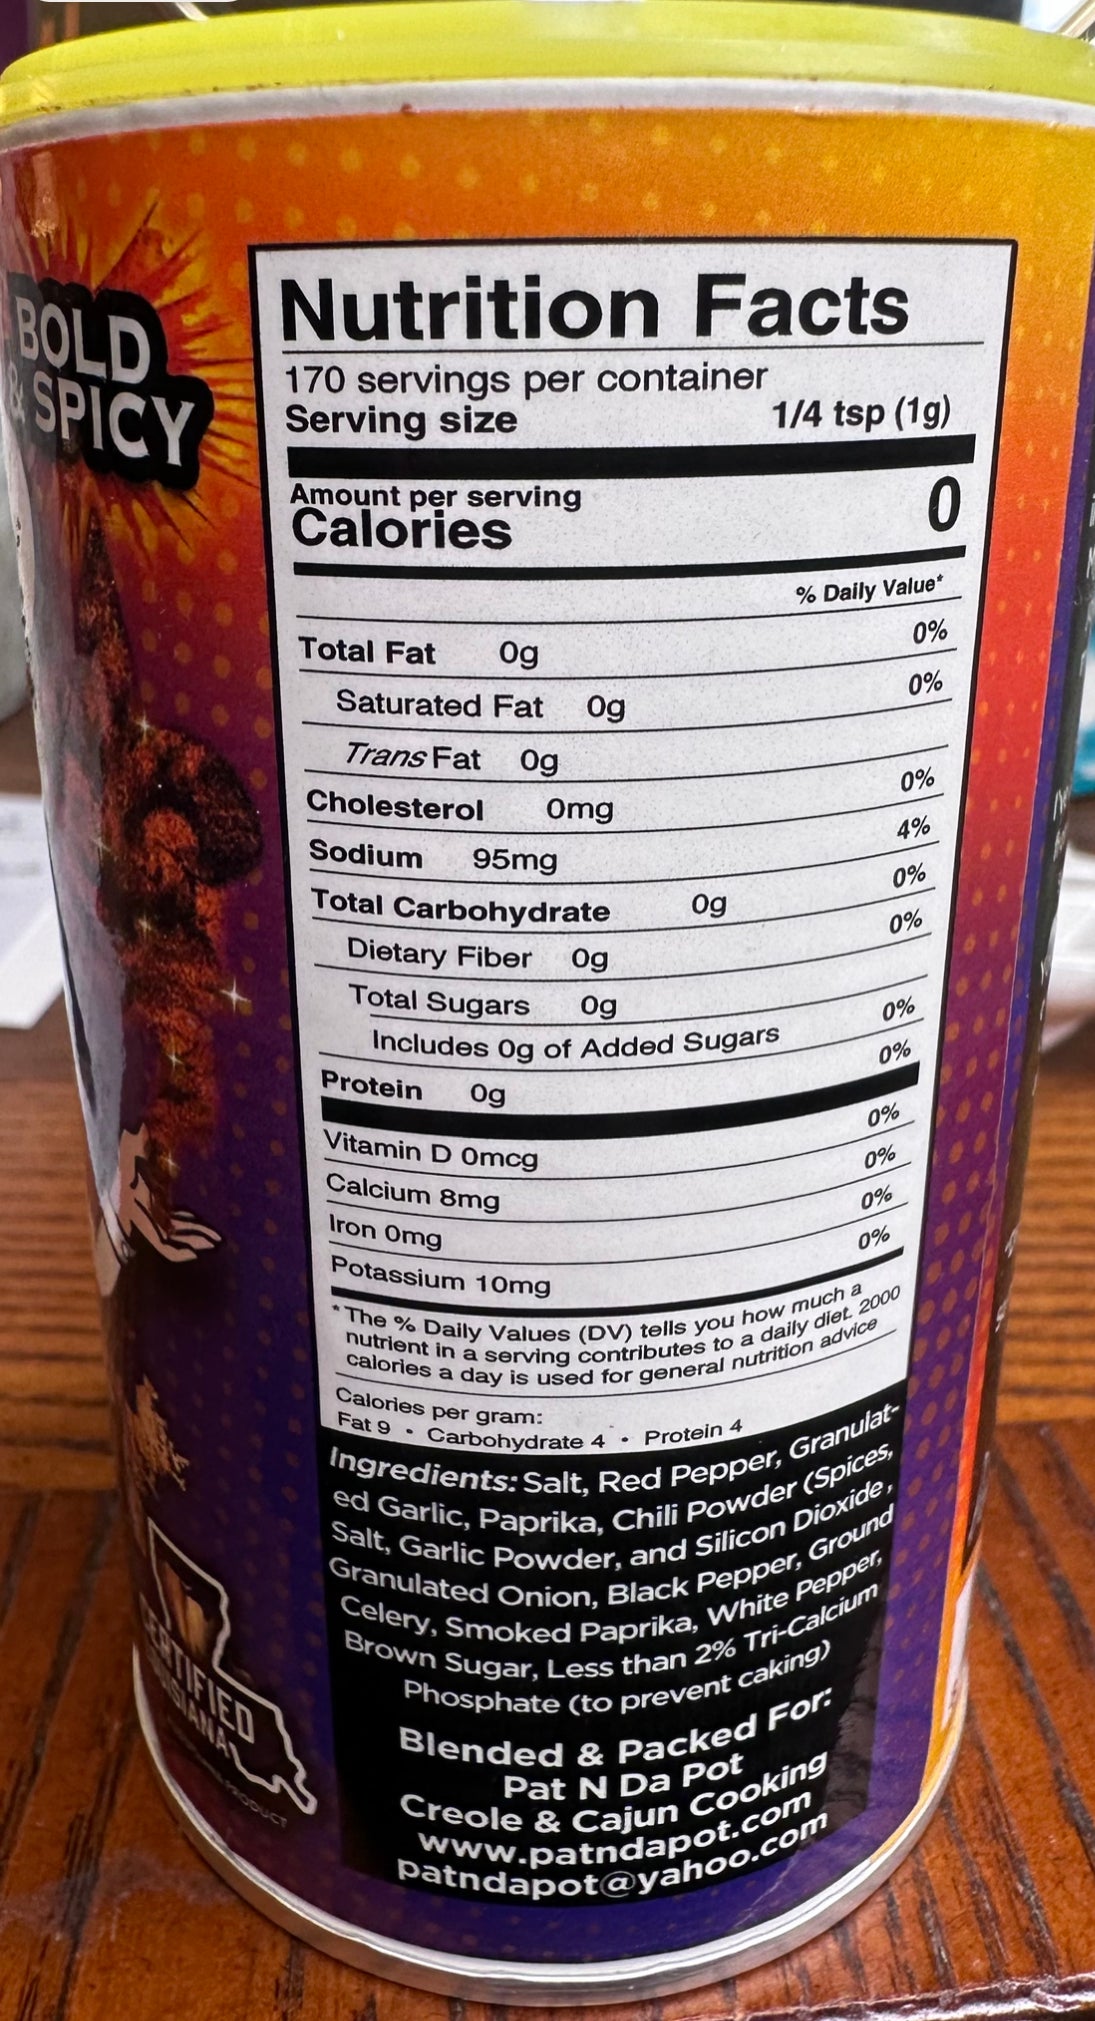 BOLD
& SPICY
Nutrition Facts
170 servings per container
Serving size 1/4 tsp (1g)
Amount per serving
Calories 0
% Daily Value*
Total Fat 0g 0%
Saturated Fat 0g 0%
Trans Fat 0g
Cholesterol 0mg 0%
Sodium 95mg 4%
Total Carbohydrate 0g 0%
Dietary Fiber 0g 0%
Total Sugars 0g
Includes 0g of Added Sugars 0%
Protein 0g 0%
Vitamin D 0mcg 0%
Calcium 8mg 0%
Iron 0mg 0%
Potassium 10mg 0%
*The % Daily Values (DV) tells you how much a
nutrient in a serving contributes to a daily diet. 2000
calories a day is used for general nutrition advice
Calories per gram:
Fat 9 • Carbohydrate 4 • Protein 4
Ingredients: Salt, Red Pepper, Granulat-
ed Garlic, Paprika, Chili Powder (Spices,
Salt, Garlic Powder, and Silicon Dioxide,
Granulated Onion, Black Pepper, Ground
Celery, Smoked Paprika, White Pepper,
Brown Sugar, Less than 2% Tri-Calcium
Phosphate (to prevent caking)
Blended & Packed For:
Pat N Da Pot
Creole & Cajun Cooking
www.patndapot.com
patndapot@yahoo.com
PRODUCT